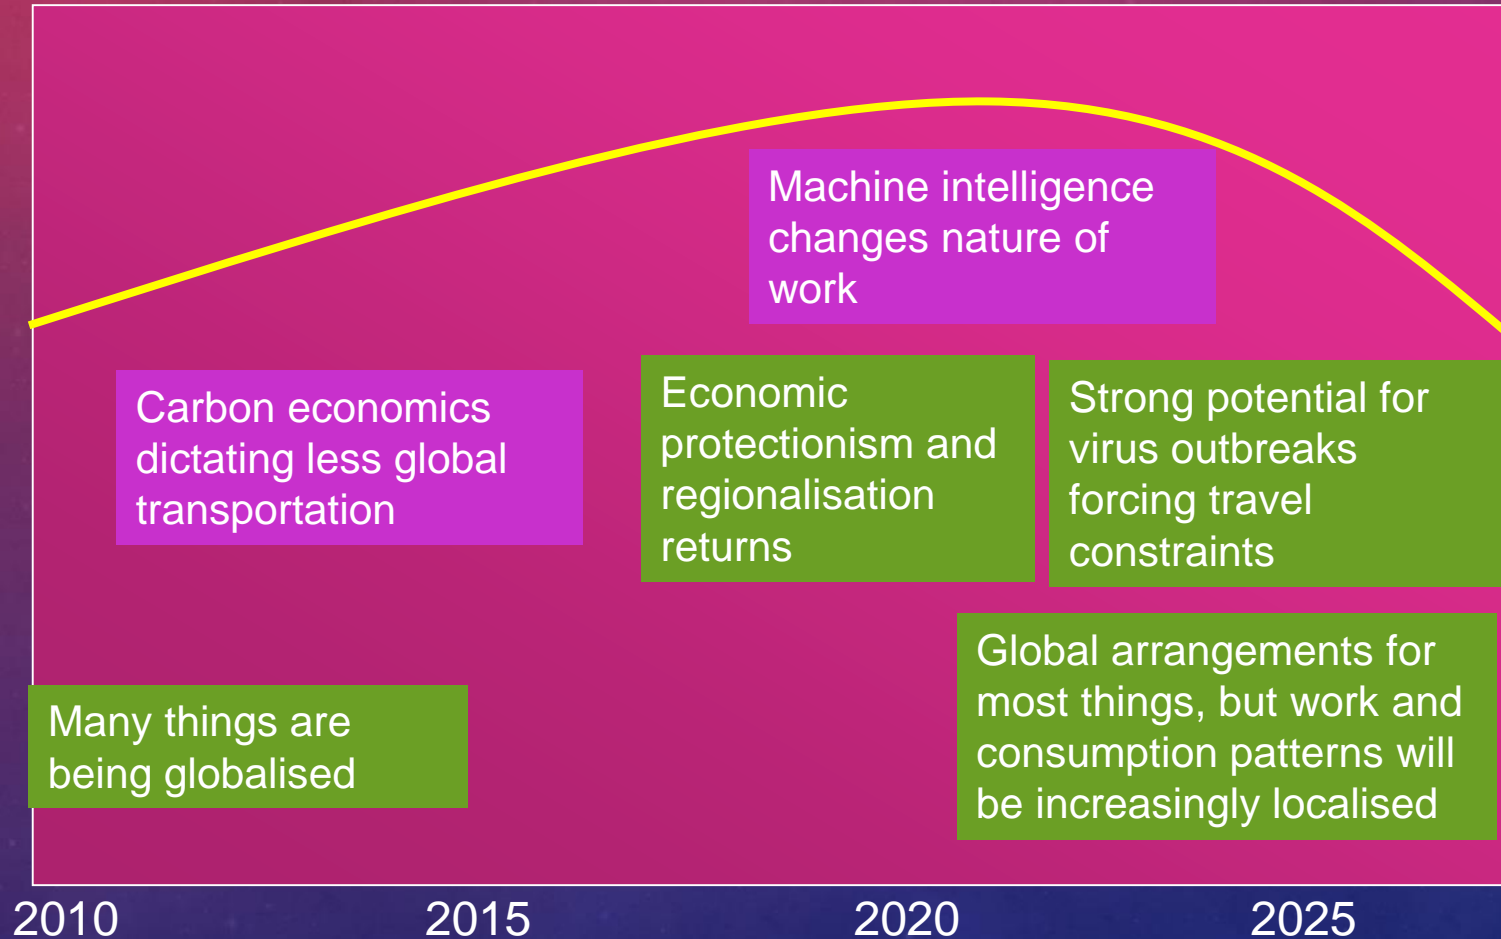 Machine intelligence
changes nature of
work
Carbon economics
dictating less global
transportation
Economic
protectionism and
regionalisation
returns
Strong potential for
virus outbreaks
forcing travel
constraints
Many things are
being globalised
Global arrangements for
most things, but work and
consumption patterns will
be increasingly localised
2010 2015 2020 2025